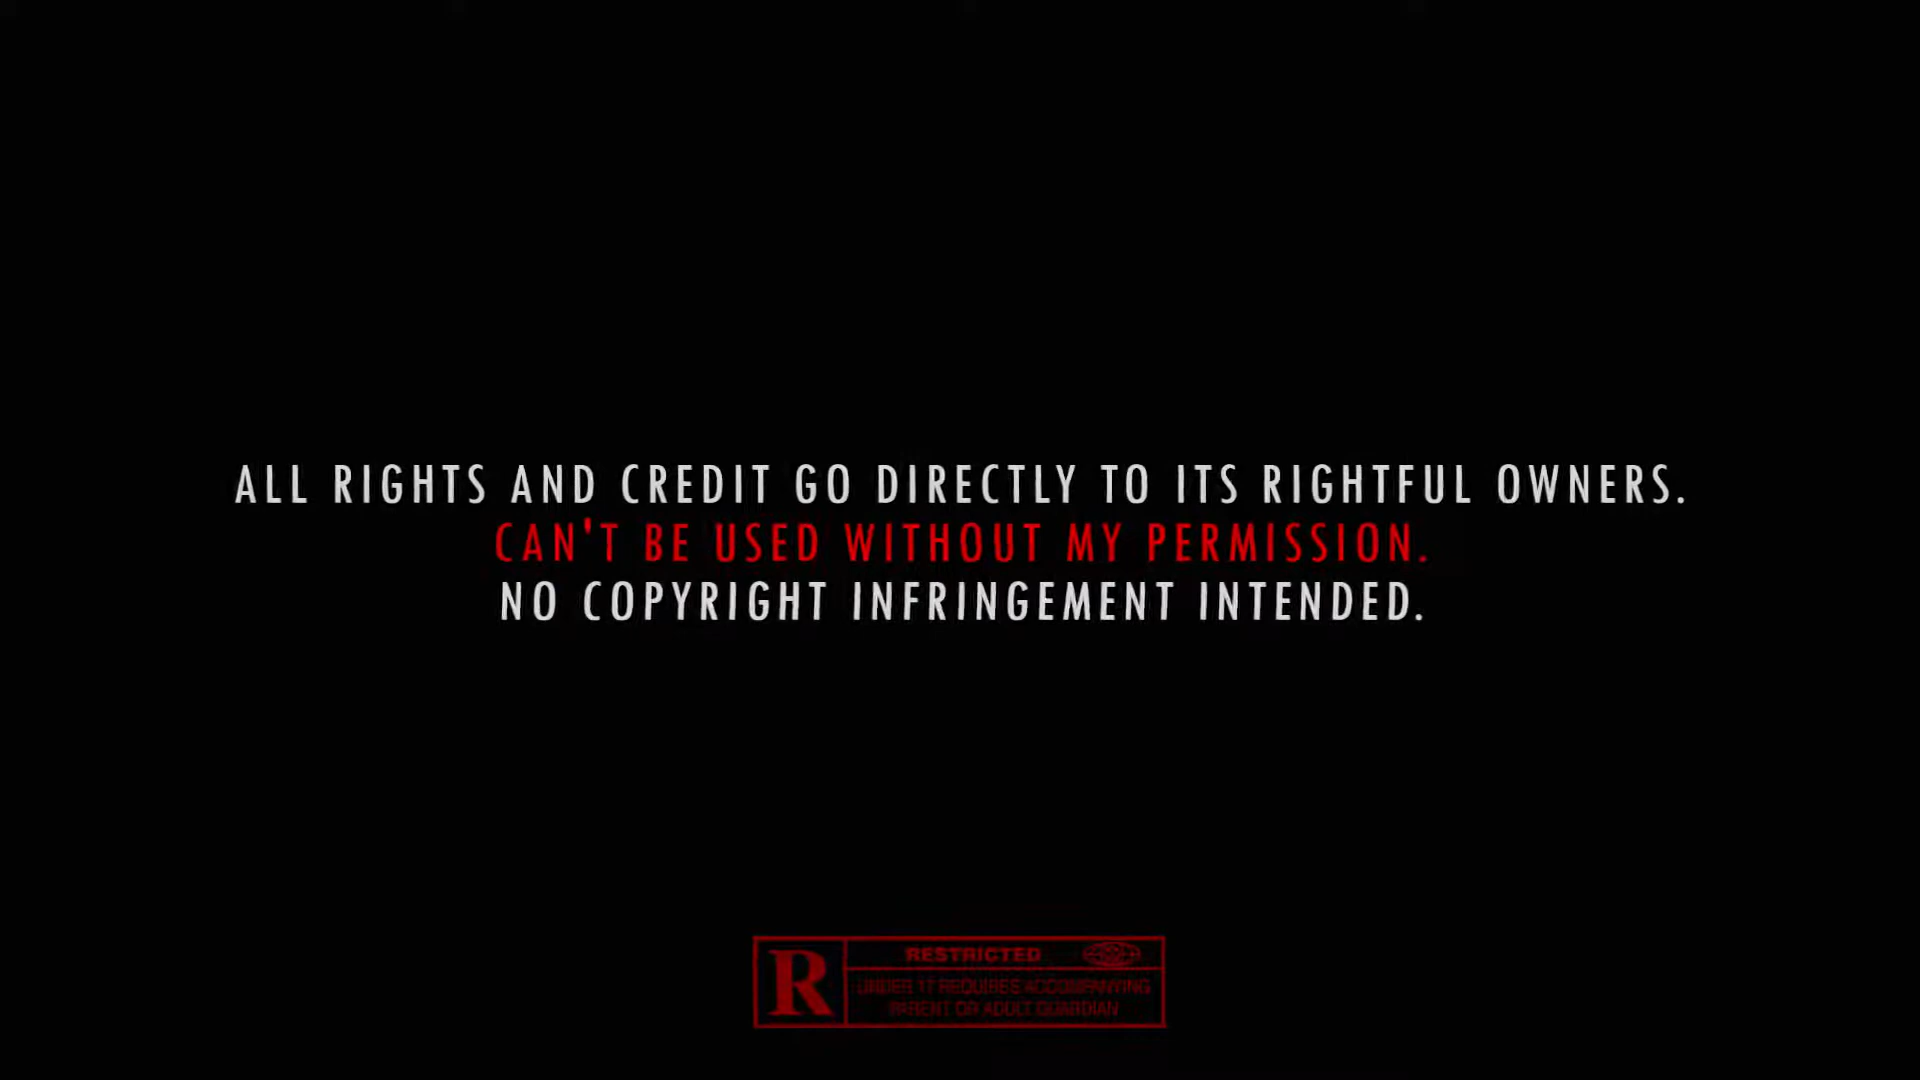 ALL RIGHTS AND CREDIT GO DIRECTLY TO ITS RIGHTFUL OWNERS.
CAN'T BE USED WITHOUT MY PERMISSION.
NO COPYRIGHT INFRINGEMENT INTENDED.
R
RESTRICTED
UNDER 17 REQUIRES ACCOMPANYING
PARENT OR ADULT GUARDIAN